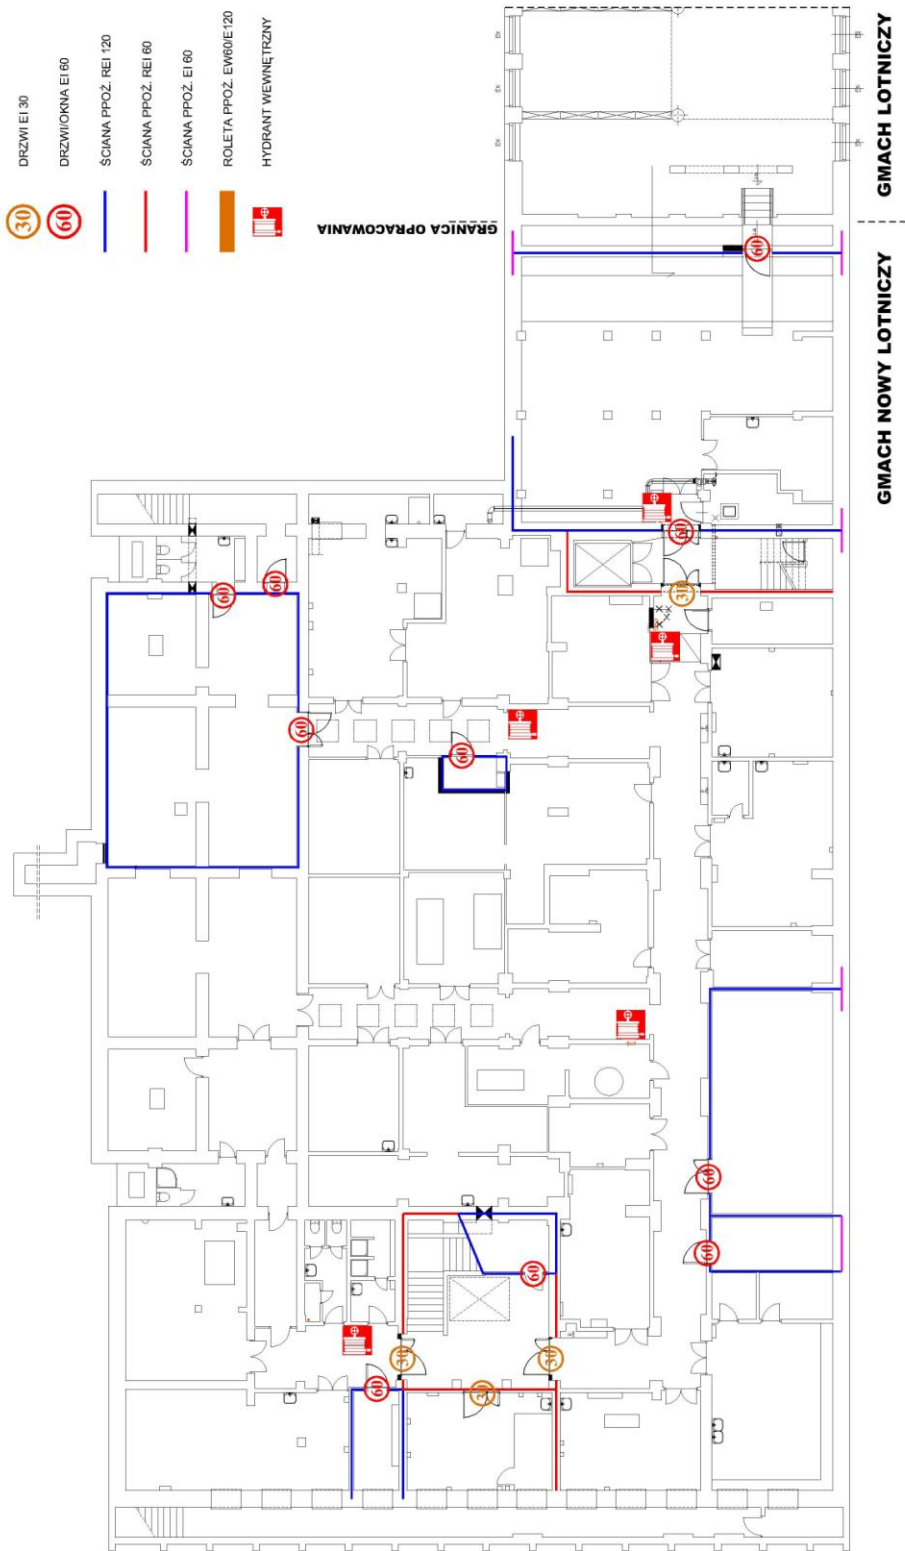 30 DRZWI EI 30
60 DRZWI/OKNA EI 60
ŚCIANA PPOŻ. REI 120
ŚCIANA PPOŻ. REI 60
ŚCIANA PPOŻ. EI 60
ROLETA PPOŻ. EW60/E120
HYDRANT WEWNĘTRZNY
GRANICA OPRACOWANIA
GMACH NOWY LOTNICZY
GMACH LOTNICZY
60
60
60
60
60
60
30
60
60
60
60
30
30
30